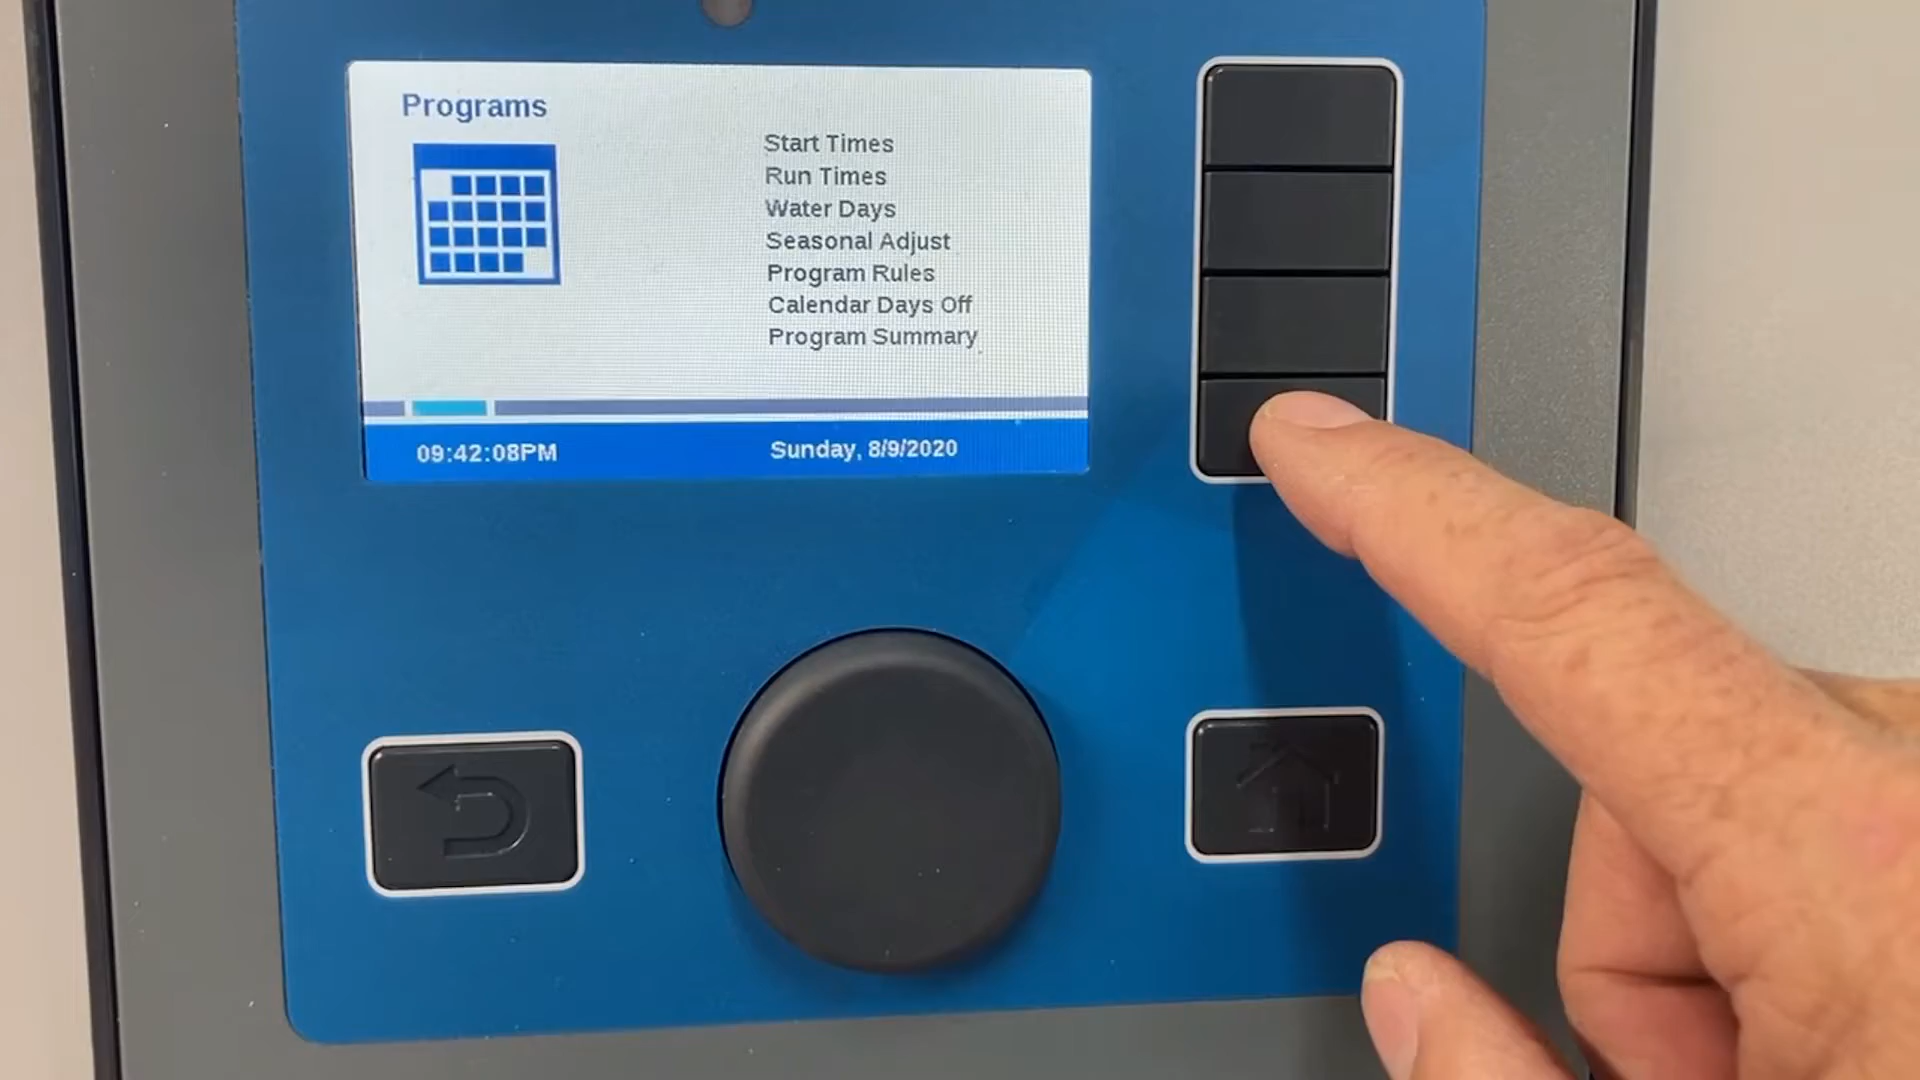 Programs
Start Times
Run Times
Water Days
Seasonal Adjust
Program Rules
Calendar Days Off
Program Summary
09:42:08PM
Sunday, 8/9/2020